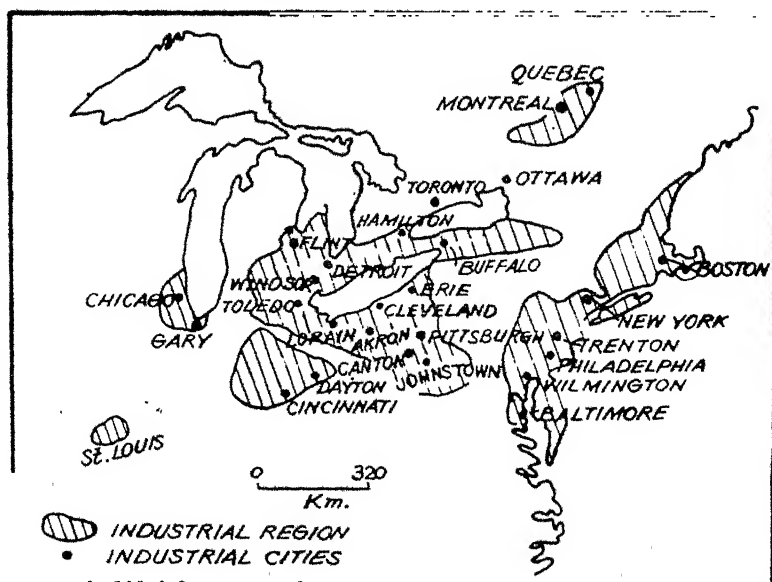 QUEBEC
MONTREAL
OTTAWA
TORONTO
HAMILTON
FLINT
BUFFALO
DETROIT
WINDSOR
BOSTON
ERIE
CHICAGO
TOLEDO
CLEVELAND
NEW YORK
GARY
LORAIN
AKRON
PITTSBURGH
TRENTON
CANTON
PHILADELPHIA
JOHNSTOWN
DAYTON
WILMINGTON
CINCINNATI
BALTIMORE
St. LOUIS
0 320
Km.
INDUSTRIAL REGION
INDUSTRIAL CITIES